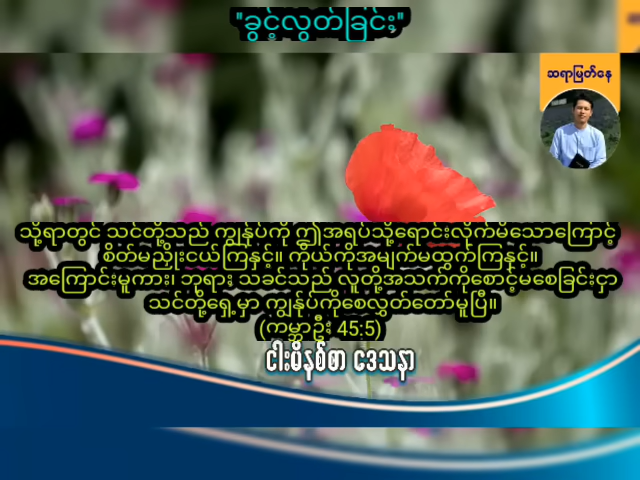 "ခွင့်လွှတ်ခြင်း"
ဆရာမြတ်နေ
သို့ရာတွင် သင်တို့သည် ကျွန်ုပ်ကို ဤအရပ်သို့ရောင်းလိုက်မိသောကြောင့်
စိတ်မညှိုးငယ်ကြနှင့်။ ကိုယ်ကိုအမျက်မထွက်ကြနှင့်။
အကြောင်းမူကား၊ ဘုရား သခင်သည် လူတို့အသက်ကိုစောင့်မစေခြင်းငှာ
သင်တို့ရှေ့မှာ ကျွန်ုပ်ကိုစေလွှတ်တော်မူပြီ။
(ကမ္ဘာဦး 45:5)
ငါးမိနစ်စာ ဒေသနာ